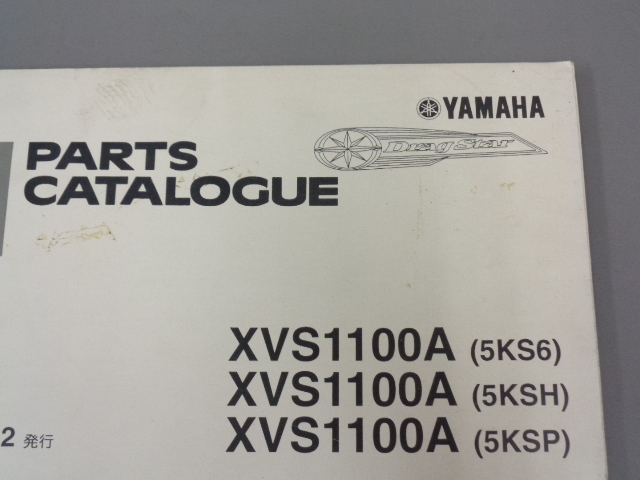 YAMAHA
Drag Star
PARTS
CATALOGUE
XVS1100A (5KS6)
XVS1100A (5KSH)
XVS1100A (5KSP)
2 発行